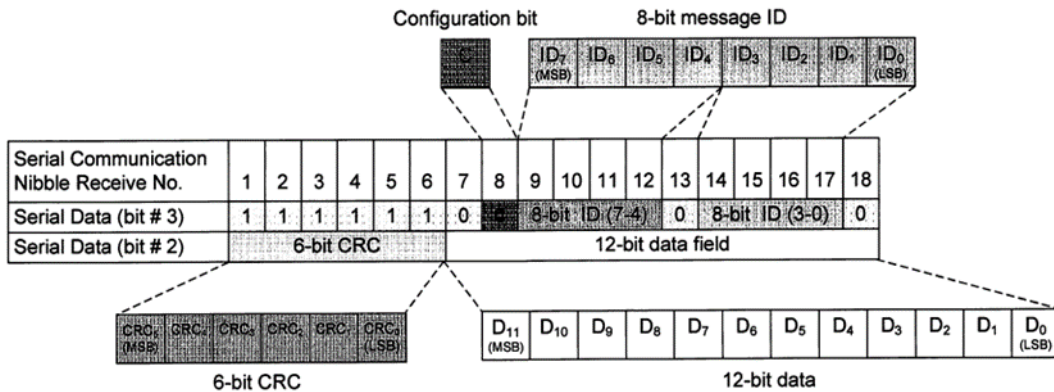 Configuration bit 8-bit message ID
C ID7 ID6 ID5 ID4 ID3 ID2 ID1 ID0
(MSB) (LSB)
Serial Communication
Nibble Receive No. 1 2 3 4 5 6 7 8 9 10 11 12 13 14 15 16 17 18
Serial Data (bit # 3) 1 1 1 1 1 1 0 8-bit ID (7-4) 0 8-bit ID (3-0) 0
Serial Data (bit # 2) 6-bit CRC 12-bit data field
CRC5 CRC4 CRC3 CRC2 CRC1 CRC0 D11 D10 D9 D8 D7 D6 D5 D4 D3 D2 D1 D0
(MSB) (LSB) (MSB) (LSB)
6-bit CRC 12-bit data